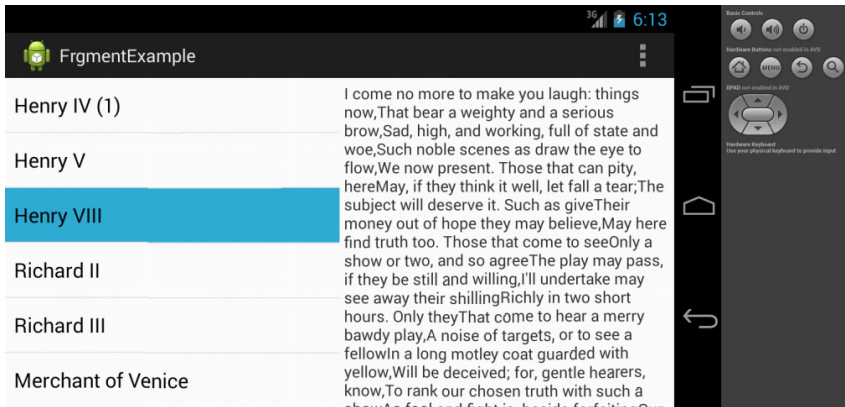 3G 6:13
FrgmentExample
Henry IV (1)
Henry V
Henry VIII
Richard II
Richard III
Merchant of Venice
I come no more to make you laugh: things
now,That bear a weighty and a serious
brow,Sad, high, and working, full of state and
woe,Such noble scenes as draw the eye to
flow,We now present. Those that can pity,
hereMay, if they think it well, let fall a tear;The
subject will deserve it. Such as giveTheir
money out of hope they may believe,May here
find truth too. Those that come to seeOnly a
show or two, and so agreeThe play may pass,
if they be still and willing,I'll undertake may
see away their shillingRichly in two short
hours. Only theyThat come to hear a merry
bawdy play,A noise of targets, or to see a
fellowIn a long motley coat guarded with
yellow,Will be deceived; for, gentle hearers,
know,To rank our chosen truth with such a
showAs fool and fight is, beside forfeitingOur
Basic Controls
Hardware Buttons not enabled in AVD
MENU
DPAD not enabled in AVD
Hardware Keyboard
Use your physical keyboard to provide input